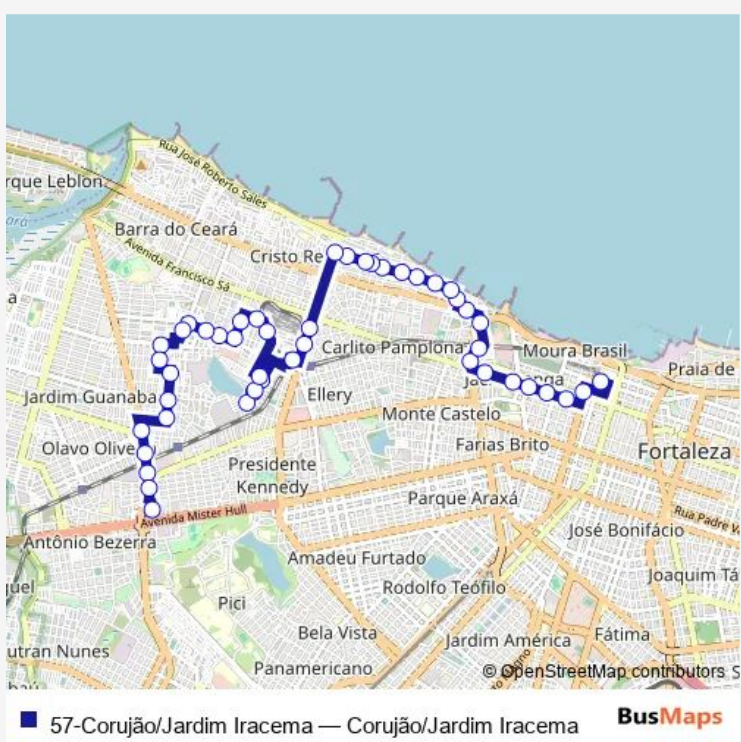 Rua José Roberto Sales
rque Leblon
Barra do Ceará
Avenida Francisco Sá
Cristo Re
a
Carlito Pamplona
Moura Brasil
Praia de
Jardim Guanaba
Ellery
Monte Castelo
Olavo Olive
Farias Brito
Fortaleza
Presidente
Kennedy
Parque Araxá
Avenida Mister Hull
Rua Padre V
José Bonifácio
Antônio Bezerra
Amadeu Furtado
Joaquim Tá
uel
Rodolfo Teófilo
Pici
Bela Vista
Jardim América
Fátima
utran Nunes
Panamericano
© OpenStreetMap contributors
57-Corujão/Jardim Iracema — Corujão/Jardim Iracema
BusMaps